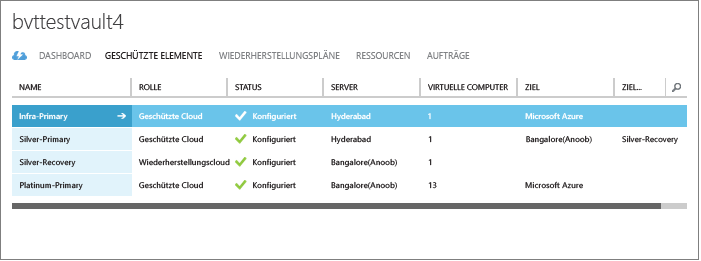 bvttestvault4
DASHBOARD GESCHÜTZTE ELEMENTE WIEDERHERSTELLUNGSPLÄNE RESSOURCEN AUFTRÄGE
NAME ROLLE STATUS SERVER VIRTUELLE COMPUTER ZIEL ZIEL...
Infra-Primary Geschützte Cloud Konfiguriert Hyderabad 1 Microsoft Azure
Silver-Primary Geschützte Cloud Konfiguriert Hyderabad 1 Bangalore(Anoob) Silver-Recovery
Silver-Recovery Wiederherstellungscloud Konfiguriert Bangalore(Anoob) 1
Platinum-Primary Geschützte Cloud Konfiguriert Bangalore(Anoob) 13 Microsoft Azure